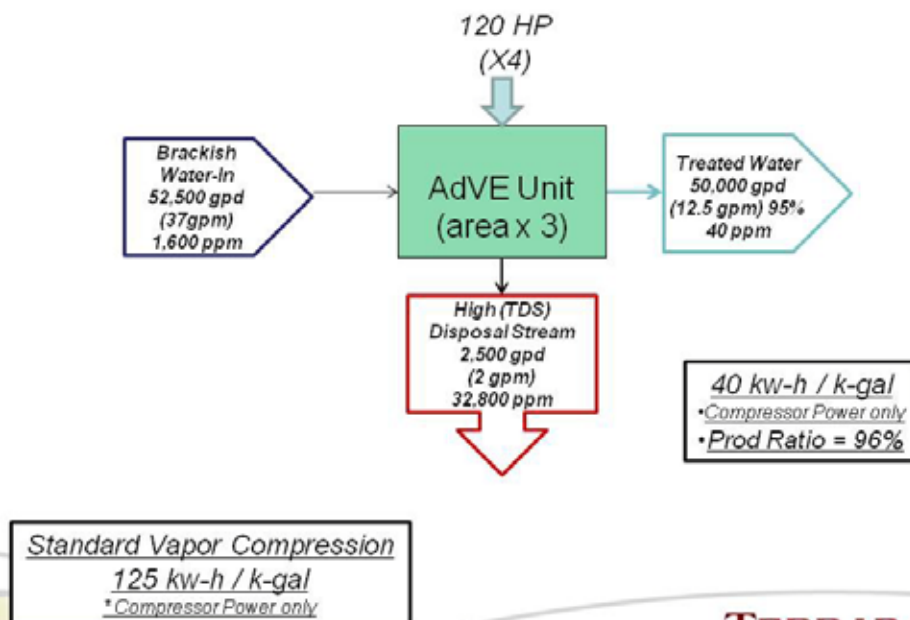 120 HP
(X4)
Brackish
Water-In
52,500 gpd
(37gpm)
1,600 ppm
AdVE Unit
(area x 3)
Treated Water
50,000 gpd
(12.5 gpm) 95%
40 ppm
High (TDS)
Disposal Stream
2,500 gpd
(2 gpm)
32,800 ppm
40 kw-h / k-gal
•Compressor Power only
•Prod Ratio = 96%
Standard Vapor Compression
125 kw-h / k-gal
*Compressor Power only